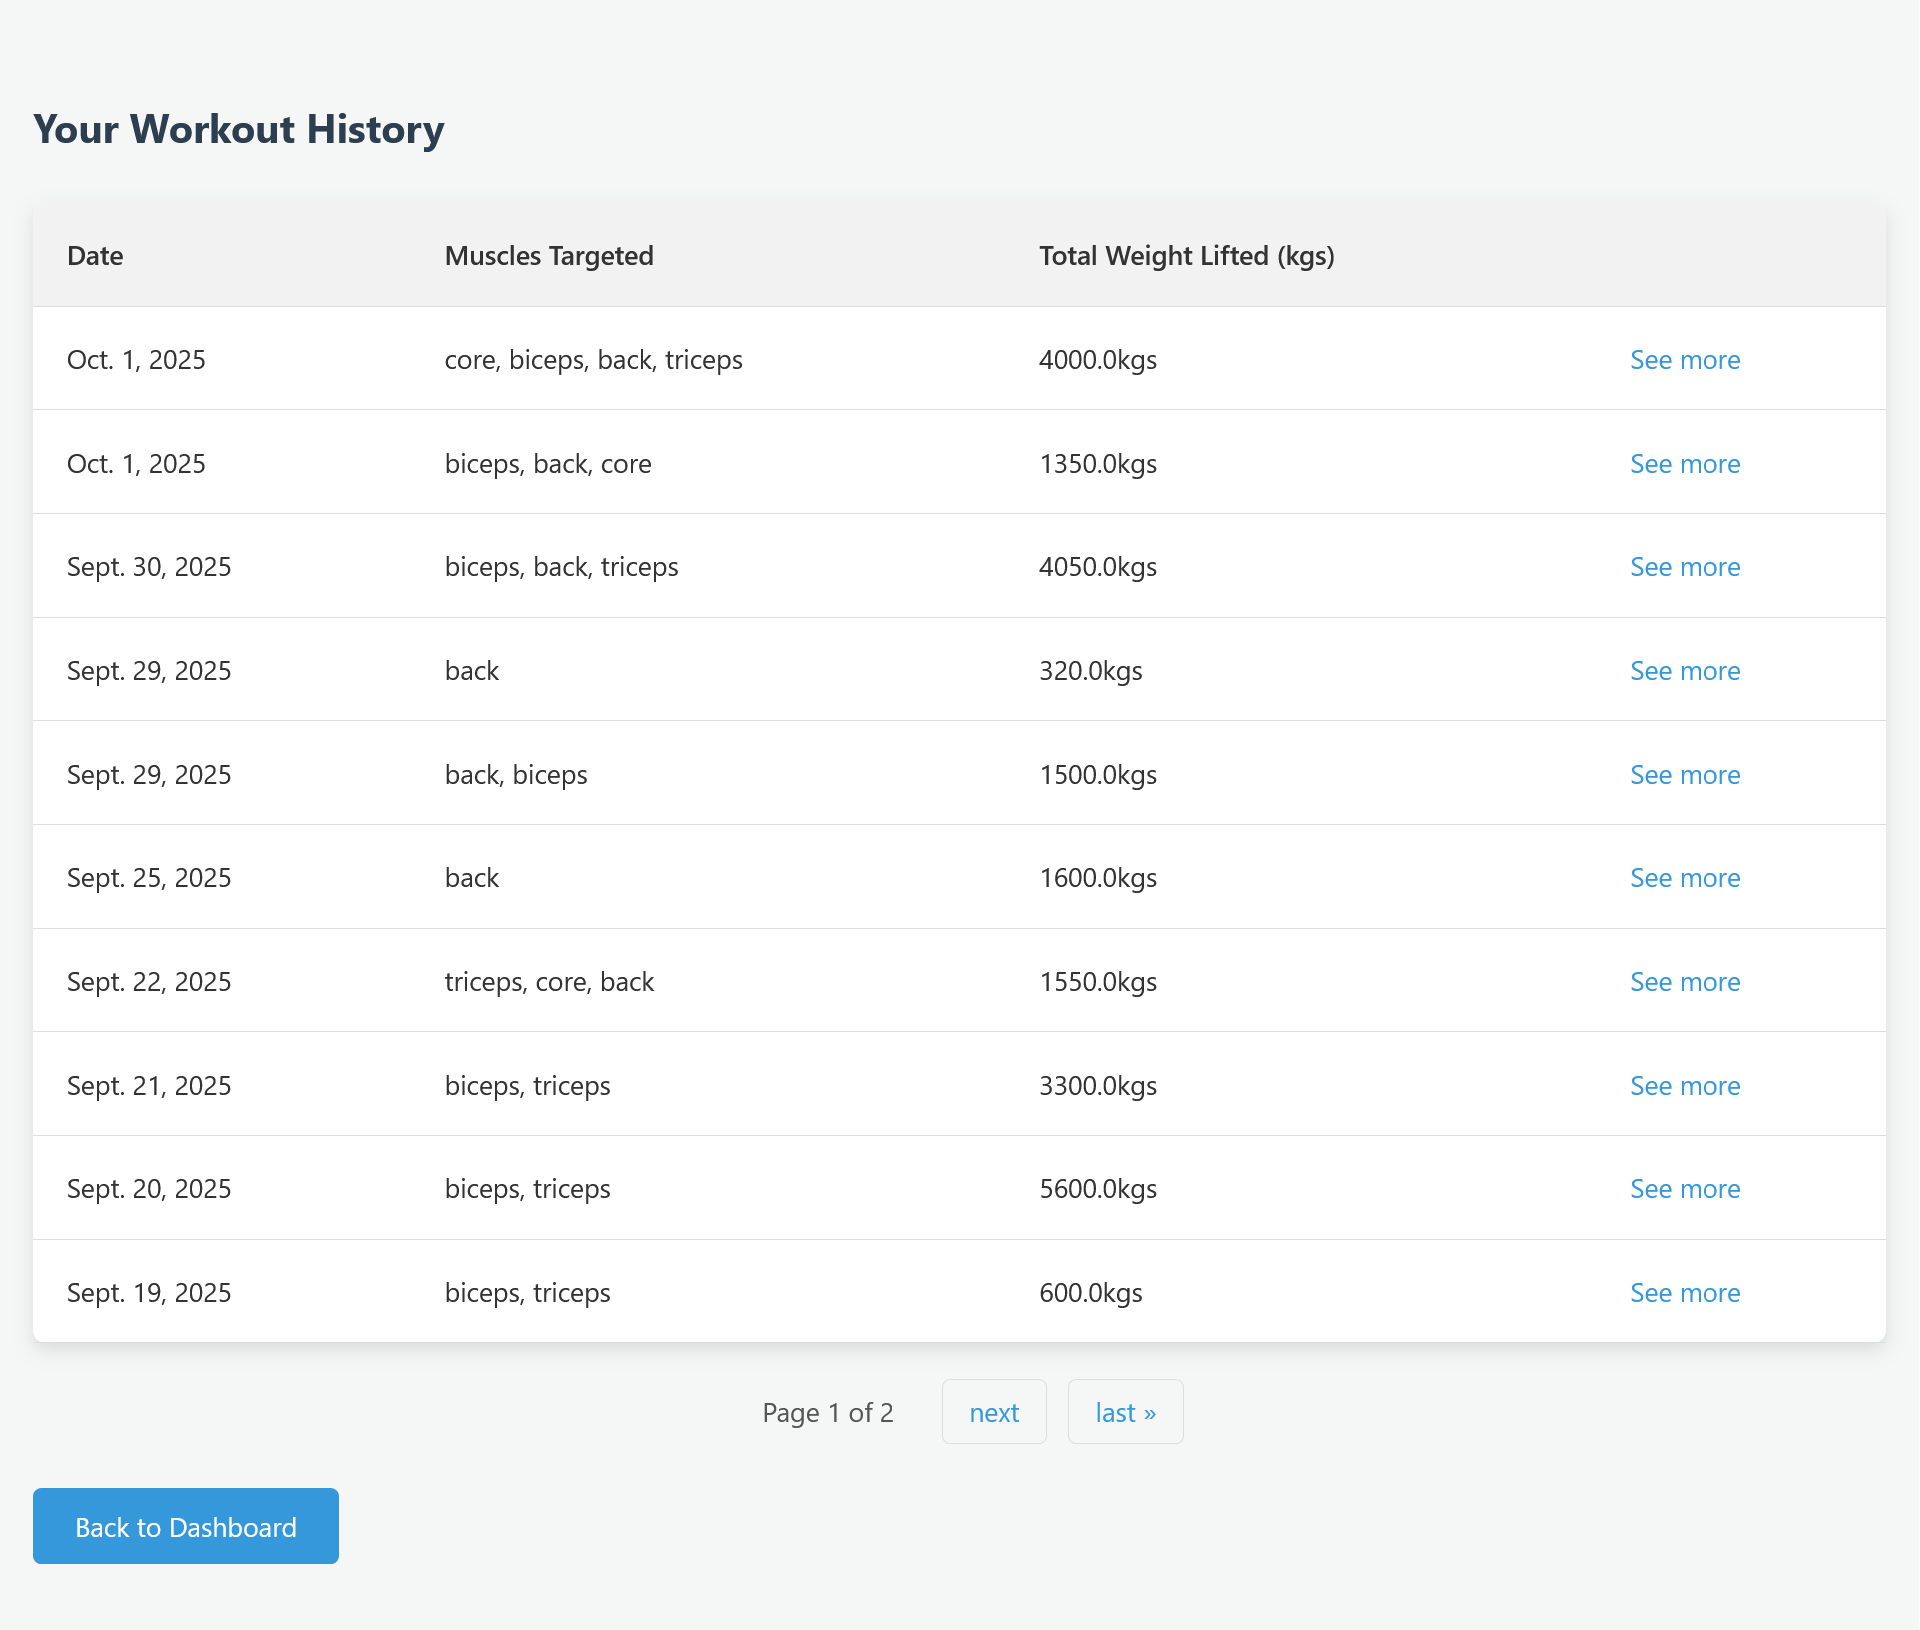 Your Workout History
Date Muscles Targeted Total Weight Lifted (kgs)
Oct. 1, 2025 core, biceps, back, triceps 4000.0kgs See more
Oct. 1, 2025 biceps, back, core 1350.0kgs See more
Sept. 30, 2025 biceps, back, triceps 4050.0kgs See more
Sept. 29, 2025 back 320.0kgs See more
Sept. 29, 2025 back, biceps 1500.0kgs See more
Sept. 25, 2025 back 1600.0kgs See more
Sept. 22, 2025 triceps, core, back 1550.0kgs See more
Sept. 21, 2025 biceps, triceps 3300.0kgs See more
Sept. 20, 2025 biceps, triceps 5600.0kgs See more
Sept. 19, 2025 biceps, triceps 600.0kgs See more
Page 1 of 2 next last »
Back to Dashboard